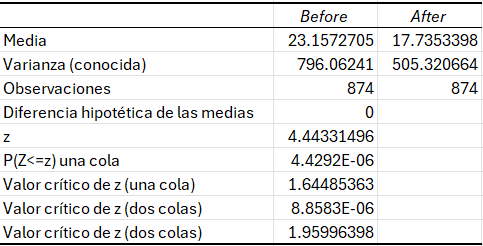 Before After
Media 23.1572705 17.7353398
Varianza (conocida) 796.06241 505.320664
Observaciones 874 874
Diferencia hipotética de las medias 0
z 4.44331496
P(Z<=z) una cola 4.4292E-06
Valor crítico de z (una cola) 1.64485363
Valor crítico de z (dos colas) 8.8583E-06
Valor crítico de z (dos colas) 1.95996398